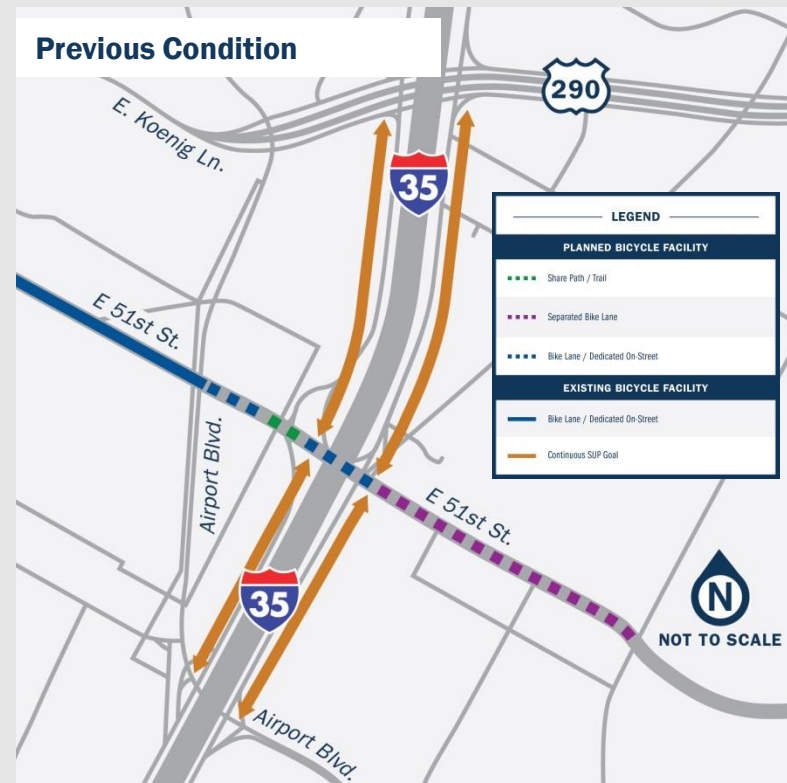 Previous Condition
290
E. Koenig Ln.
35
LEGEND
PLANNED BICYCLE FACILITY
Share Path / Trail
Separated Bike Lane
Bike Lane / Dedicated On-Street
EXISTING BICYCLE FACILITY
Bike Lane / Dedicated On-Street
Continuous SUP Goal
E 51st St.
Airport Blvd.
E 51st St.
35
N
NOT TO SCALE
Airport Blvd.